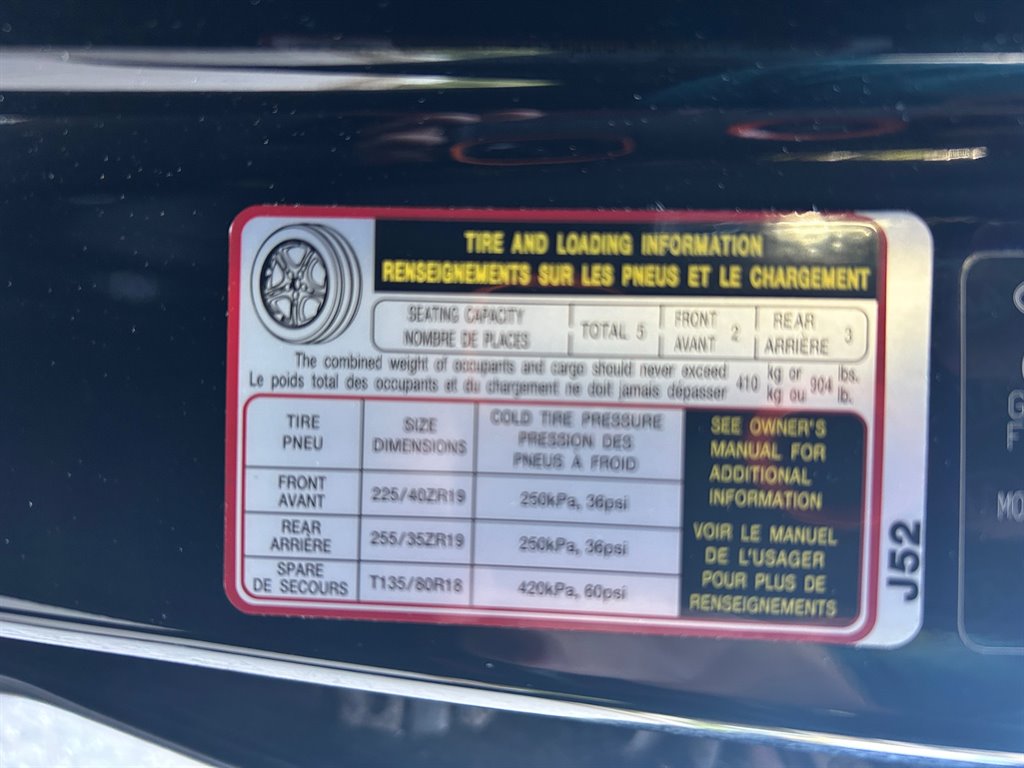 TIRE AND LOADING INFORMATION
RENSEIGNEMENTS SUR LES PNEUS ET LE CHARGEMENT
SEATING CAPACITY
NOMBRE DE PLACES
TOTAL 5
FRONT
AVANT
2
REAR
ARRIÈRE
3
The combined weight of occupants and cargo should never exceed 410 kg or 904 lbs.
Le poids total des occupants et du chargement ne doit jamais dépasser kg ou lb.
TIRE
PNEU
SIZE
DIMENSIONS
COLD TIRE PRESSURE
PRESSION DES
PNEUS A FROID
FRONT
AVANT
225/40ZR19
250kPa, 36psi
REAR
ARRIÈRE
255/35ZR19
250kPa, 36psi
SPARE
DE SECOURS
T135/80R18
420kPa, 60psi
SEE OWNER'S
MANUAL FOR
ADDITIONAL
INFORMATION
VOIR LE MANUEL
DE L'USAGER
POUR PLUS DE
RENSEIGNEMENTS
J52